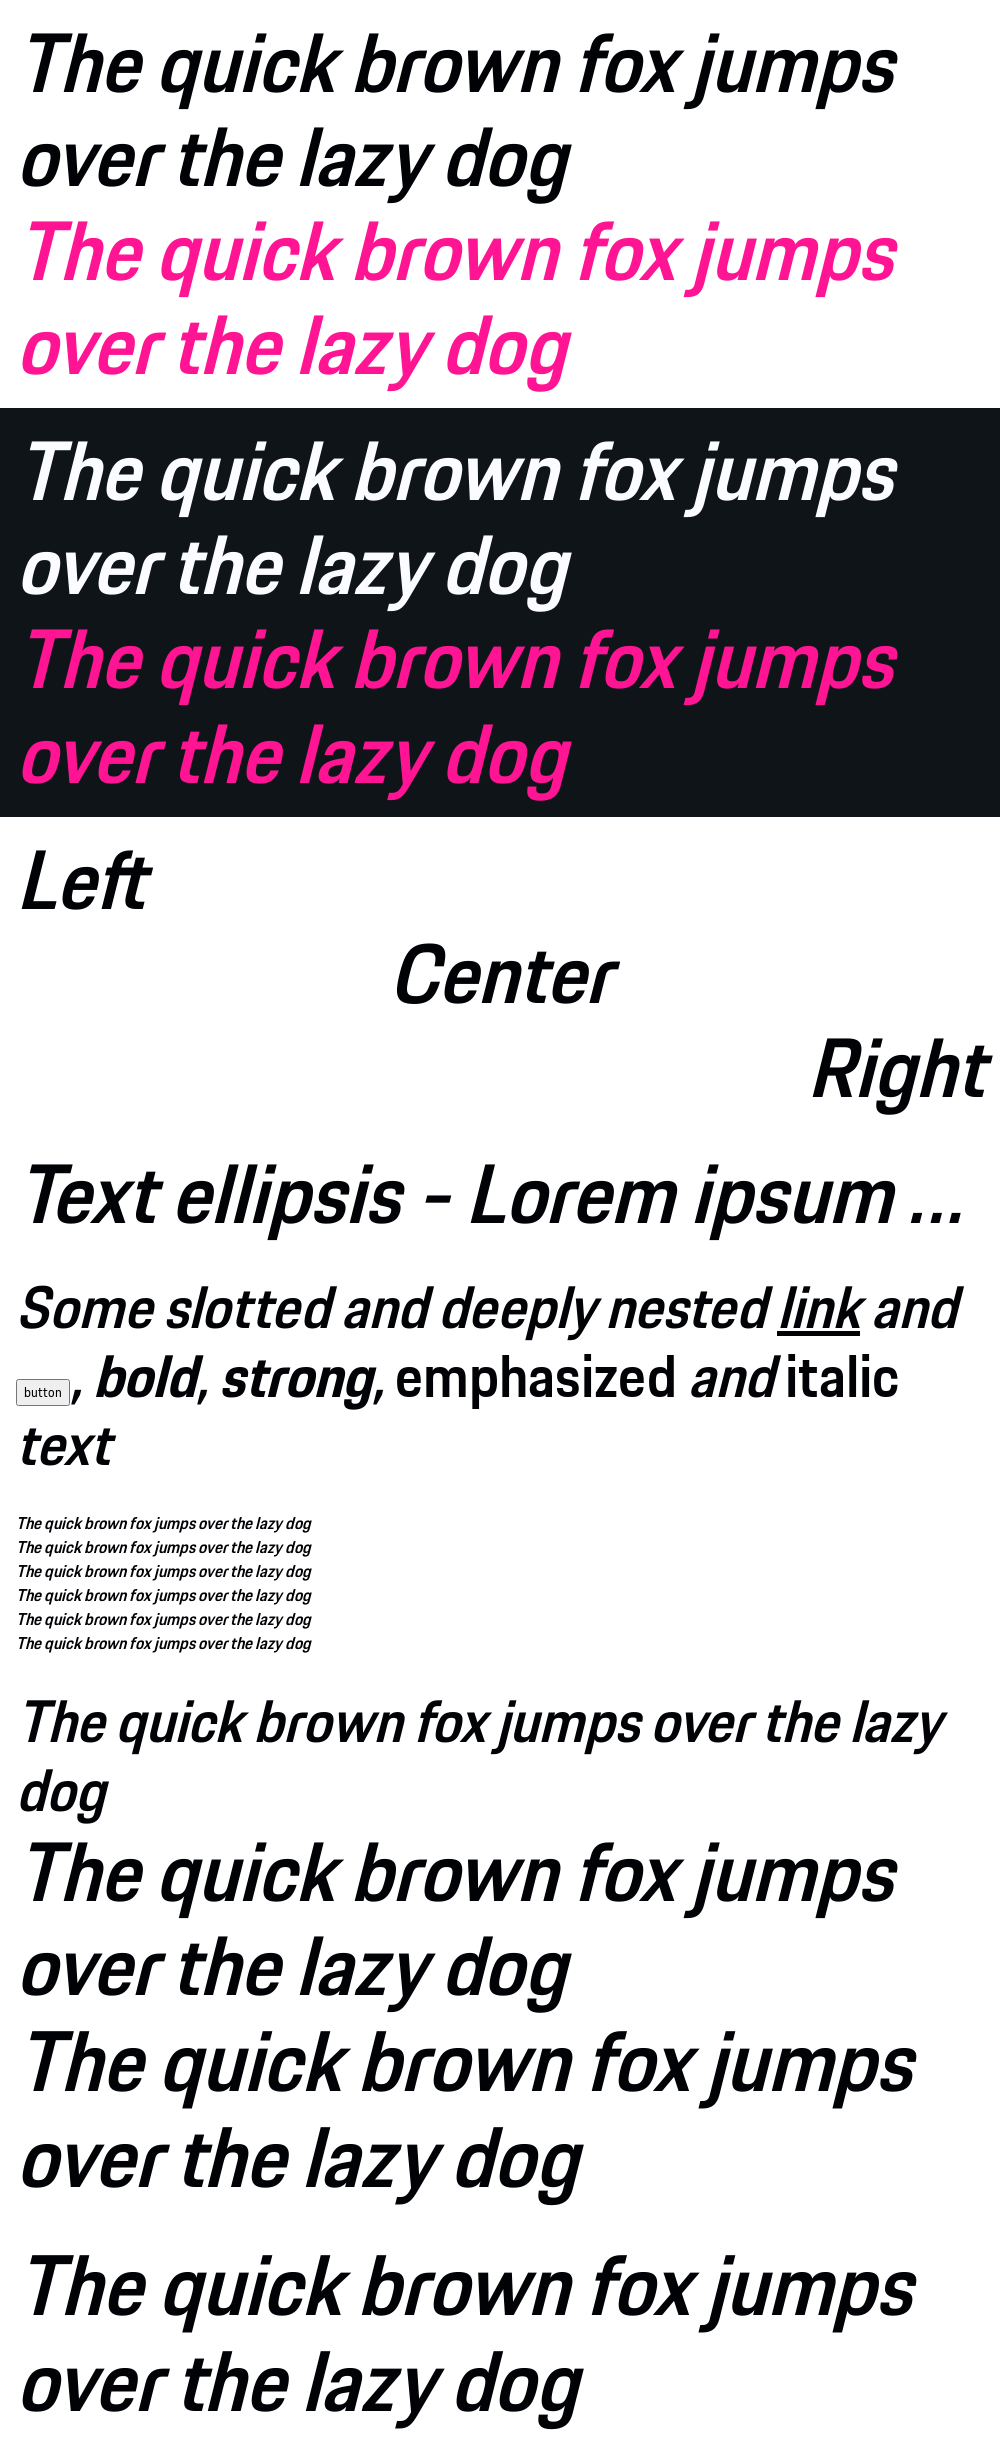 The quick brown fox jumps
over the lazy dog
The quick brown fox jumps
over the lazy dog
The quick brown fox jumps
over the lazy dog
The quick brown fox jumps
over the lazy dog
Left
Center
Right
Text ellipsis - Lorem ipsum ...
Some slotted and deeply nested link and
button, bold, strong, emphasized and italic
text
The quick brown fox jumps over the lazy dog
The quick brown fox jumps over the lazy dog
The quick brown fox jumps over the lazy dog
The quick brown fox jumps over the lazy dog
The quick brown fox jumps over the lazy dog
The quick brown fox jumps over the lazy dog
The quick brown fox jumps over the lazy
dog
The quick brown fox jumps
over the lazy dog
The quick brown fox jumps
over the lazy dog
The quick brown fox jumps
over the lazy dog